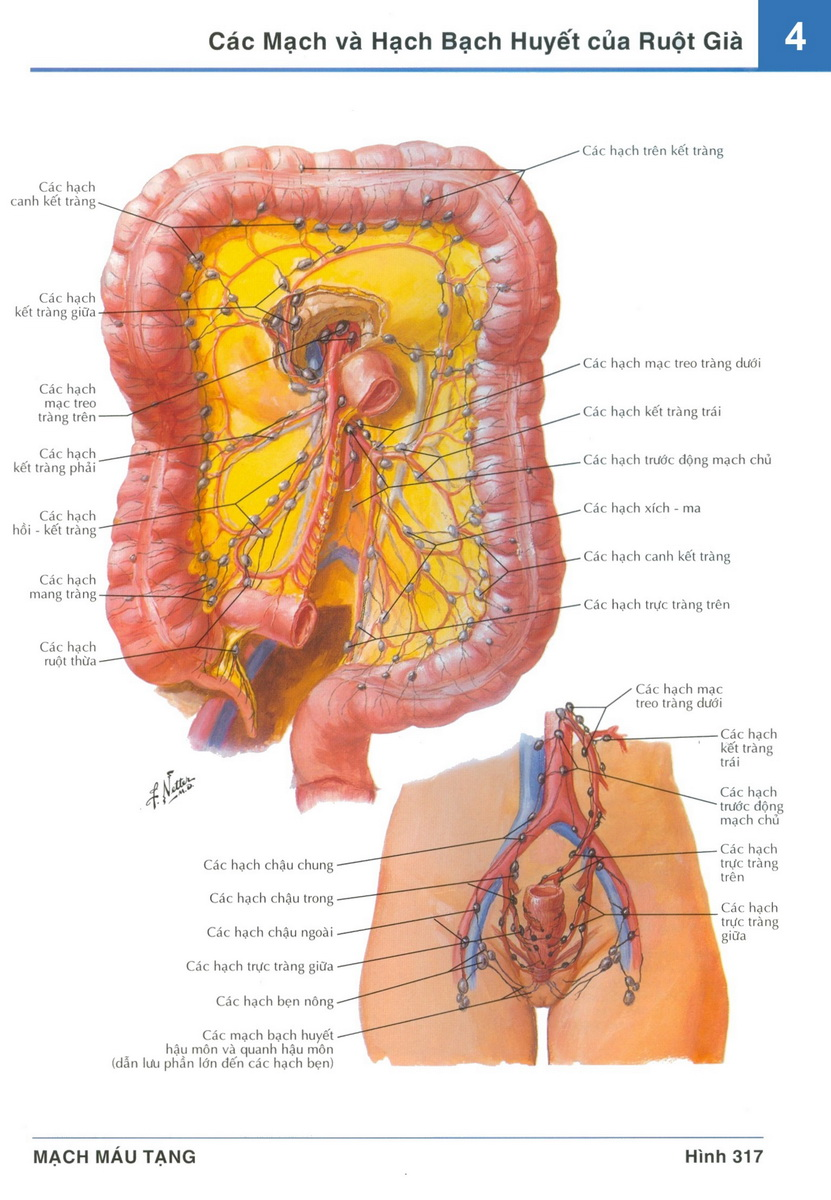 Các Mạch và Hạch Bạch Huyết của Ruột Già
4
Các hạch trên kết tràng
Các hạch
canh kết tràng
Các hạch
kết tràng giữa
Các hạch
mạc treo
tràng trên
Các hạch
kết tràng phải
Các hạch
hồi - kết tràng
Các hạch
mang tràng
Các hạch
ruột thừa
Các hạch mạc treo tràng dưới
Các hạch kết tràng trái
Các hạch trước động mạch chủ
Các hạch xích - ma
Các hạch canh kết tràng
Các hạch trực tràng trên
F. Netter
M.D.
Các hạch mạc
treo tràng dưới
Các hạch
kết tràng
trái
Các hạch
trước động
mạch chủ
Các hạch
trực tràng
trên
Các hạch
trực tràng
giữa
Các hạch chậu chung
Các hạch chậu trong
Các hạch chậu ngoài
Các hạch trực tràng giữa
Các hạch bẹn nông
Các mạch bạch huyết
hậu môn và quanh hậu môn
(dẫn lưu phần lớn đến các hạch bẹn)
MẠCH MÁU TẠNG
Hình 317